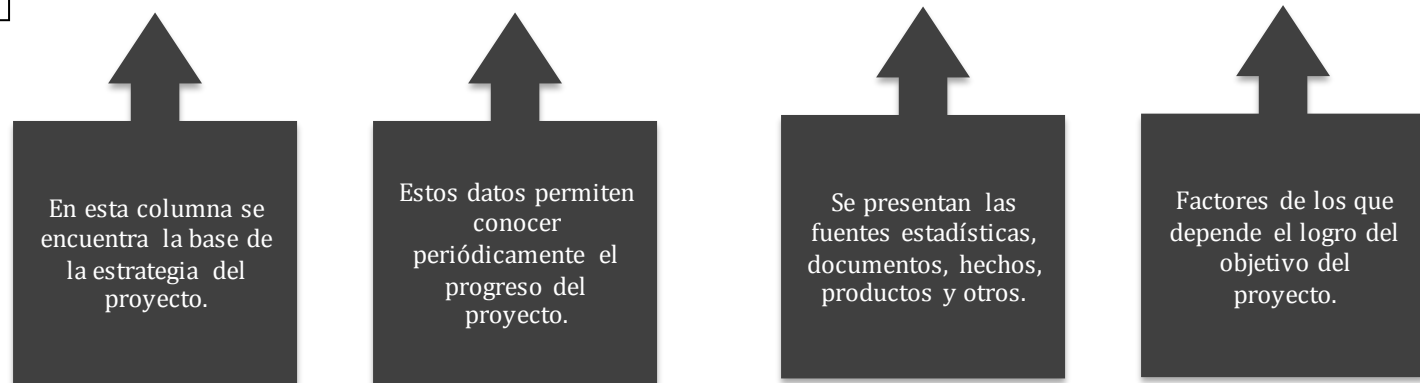 En esta columna se
encuentra la base de
la estrategia del
proyecto.
Estos datos permiten
conocer
periódicamente el
progreso del
proyecto.
Se presentan las
fuentes estadísticas,
documentos, hechos,
productos y otros.
Factores de los que
depende el logro del
objetivo del
proyecto.